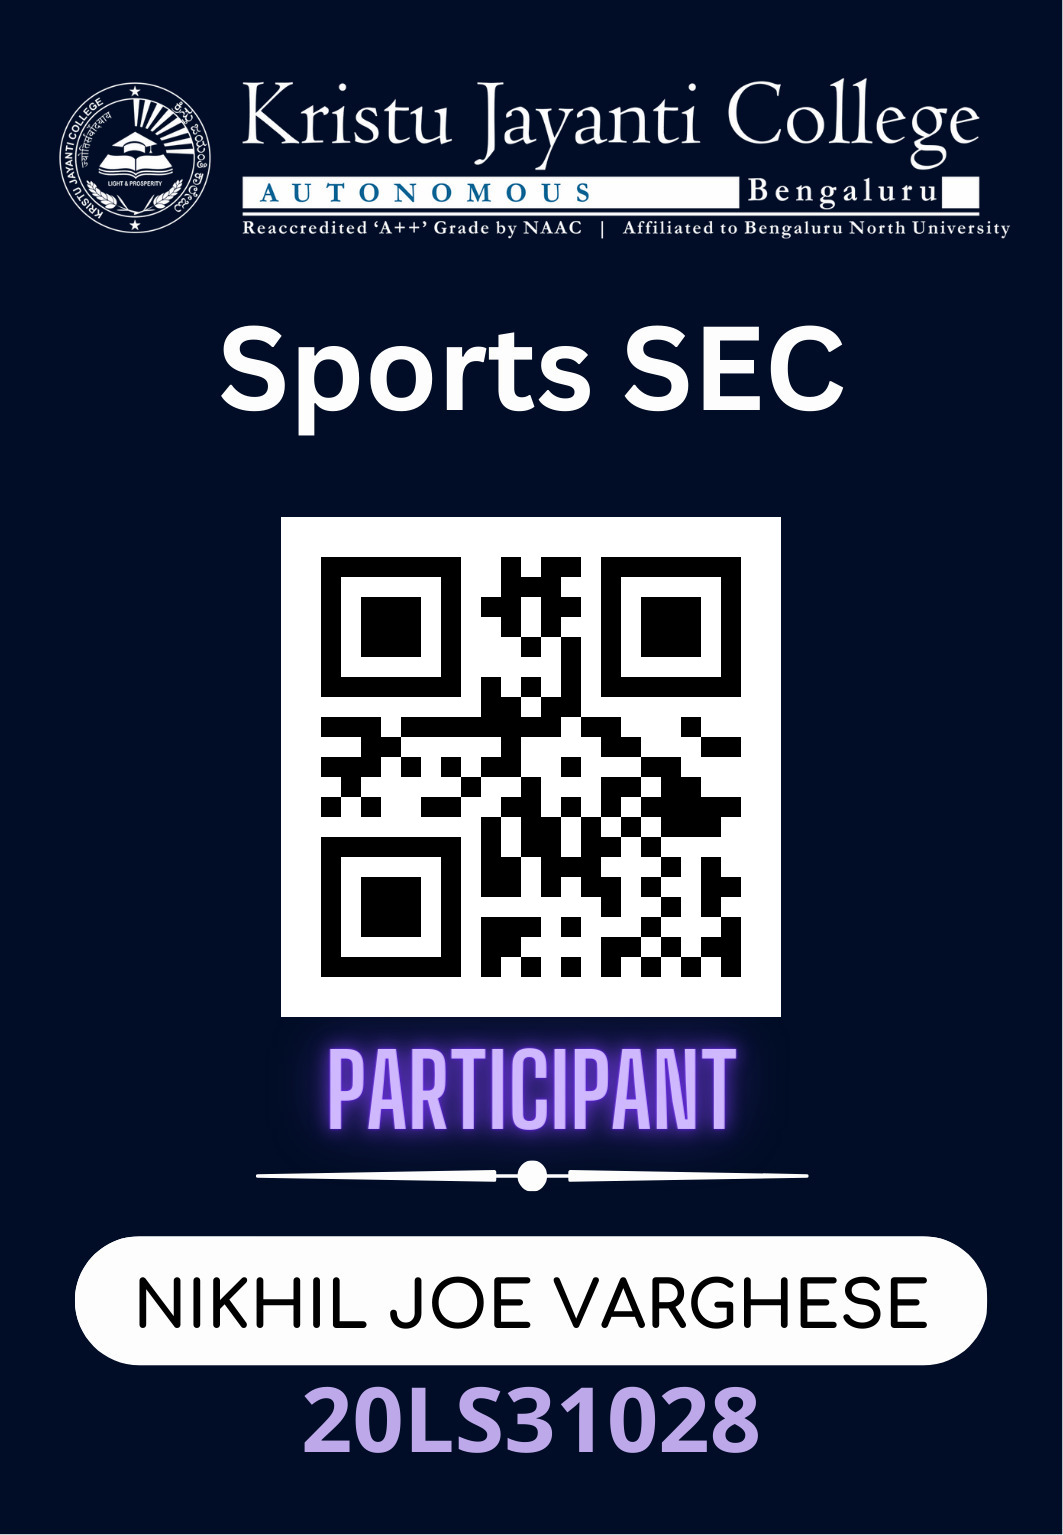 KRISTU JAYANTI COLLEGE
ಕ್ರಿಸ್ತು ಜಯಂತಿ ಕಾಲೇಜು
LIGHT & PROSPERITY
Kristu Jayanti College
AUTONOMOUS Bengaluru
Reaccredited ‘A++’ Grade by NAAC | Affiliated to Bengaluru North University
Sports SEC
PARTICIPANT
NIKHIL JOE VARGHESE
20LS31028